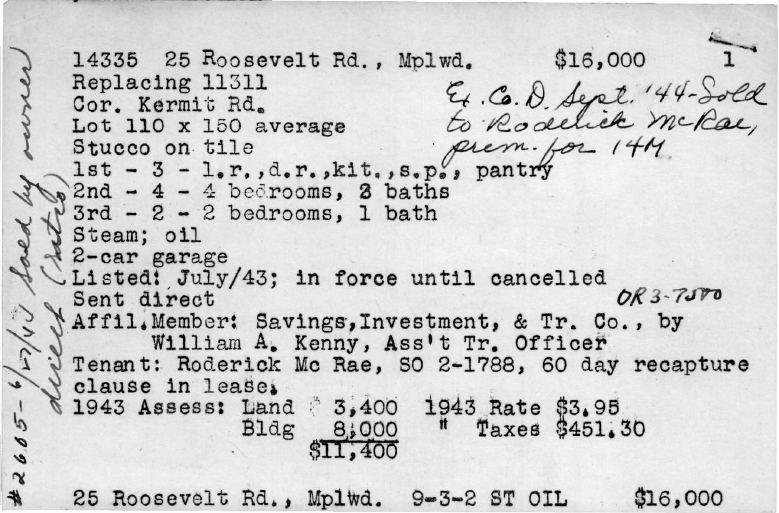 14335 25 Roosevelt Rd., Mplwd. $16,000 1
Replacing 11311
Cor. Kermit Rd.
Lot 110 x 150 average
Stucco on tile
Ex. Co. D. Sept. '44-Sold
to Roderick McRae,
prem. for 14M
1st - 3 - l.r.,d.r.,kit.,s.p., pantry
2nd - 4 - 4 bedrooms, 3 baths
3rd - 2 - 2 bedrooms, 1 bath
Steam; oil
2-car garage
Listed: July/43; in force until cancelled
Sent direct
OR 3-7500
Affil.Member: Savings,Investment, & Tr. Co., by
William A. Kenny, Ass't Tr. Officer
Tenant: Roderick Mc Rae, SO 2-1788, 60 day recapture
clause in lease.
1943 Assess: Land 3,400 1943 Rate $3.95
Bldg 8,000 " Taxes $451.30
$11,400
25 Roosevelt Rd., Mplwd. 9-3-2 ST OIL $16,000
#2605- Sold by owner
direct